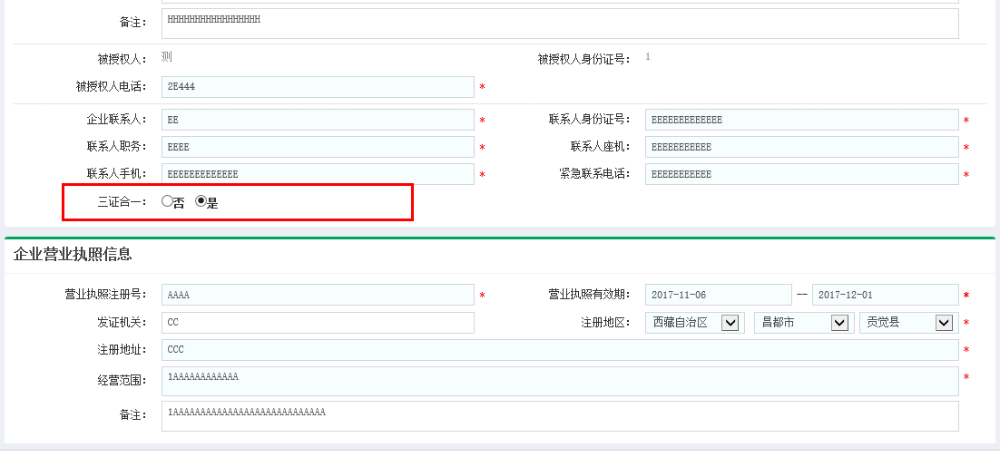 备注： HHHHHHHHHHHHHHHHH
被授权人： 测 被授权人身份证号： 1
被授权人电话： 2E444 *
企业联系人： EE * 联系人身份证号： EEEEEEEEEEEEE *
联系人职务： EEEE * 联系人座机： EEEEEEEEEEE *
联系人手机： EEEEEEEEEEEEE * 紧急联系电话： EEEEEEEEEEE *
三证合一： 否 是
企业营业执照信息
营业执照注册号： AAAA * 营业执照有效期： 2017-11-06 -- 2017-12-01 *
发证机关： CC 注册地区： 西藏自治区 昌都市 贡觉县 *
注册地址： CCC *
经营范围： 1AAAAAAAAAAAA *
备注： 1AAAAAAAAAAAAAAAAAAAAAAAAAAAA